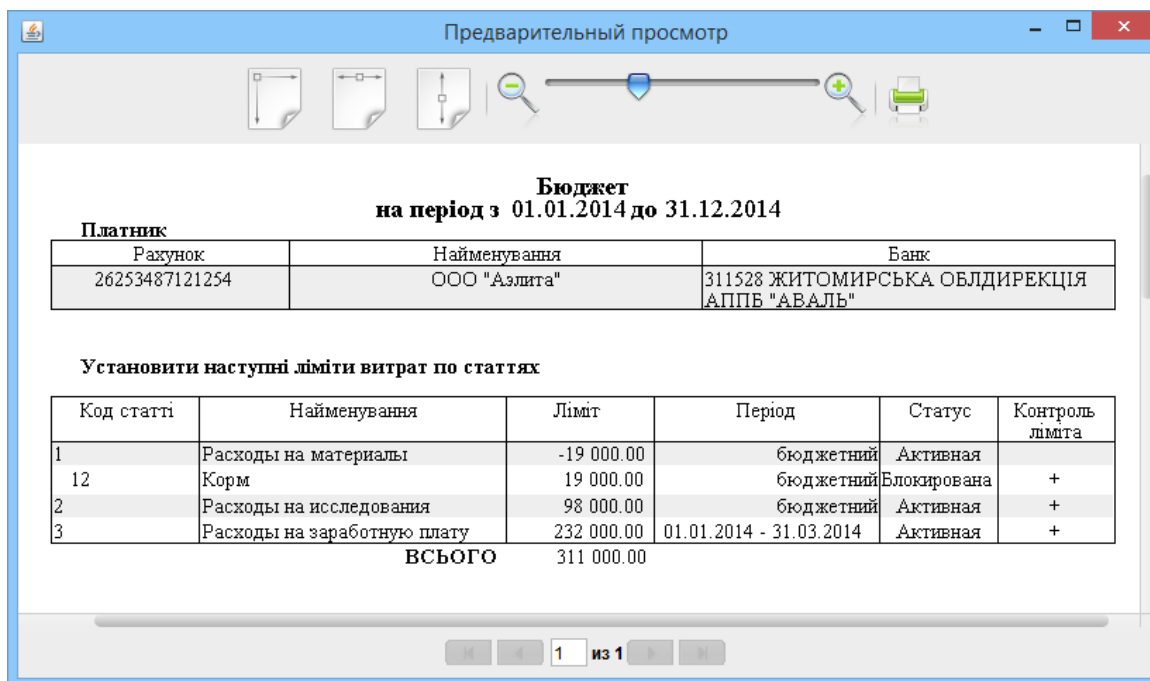 Предварительный просмотр
Бюджет
на період з 01.01.2014 до 31.12.2014
Платник
Рахунок Найменування Банк
26253487121254 ООО "Аэлита" 311528 ЖИТОМИРСЬКА ОБЛДИРЕКЦІЯ
АППБ "АВАЛЬ"
Установити наступні ліміти витрат по статтях
Код статті Найменування Ліміт Період Статус Контроль
ліміта
1 Расходы на материалы -19 000.00 бюджетний Активная
12 Корм 19 000.00 бюджетний Блокирована +
2 Расходы на исследования 98 000.00 бюджетний Активная +
3 Расходы на заработную плату 232 000.00 01.01.2014 - 31.03.2014 Активная +
ВСЬОГО 311 000.00
1 из 1